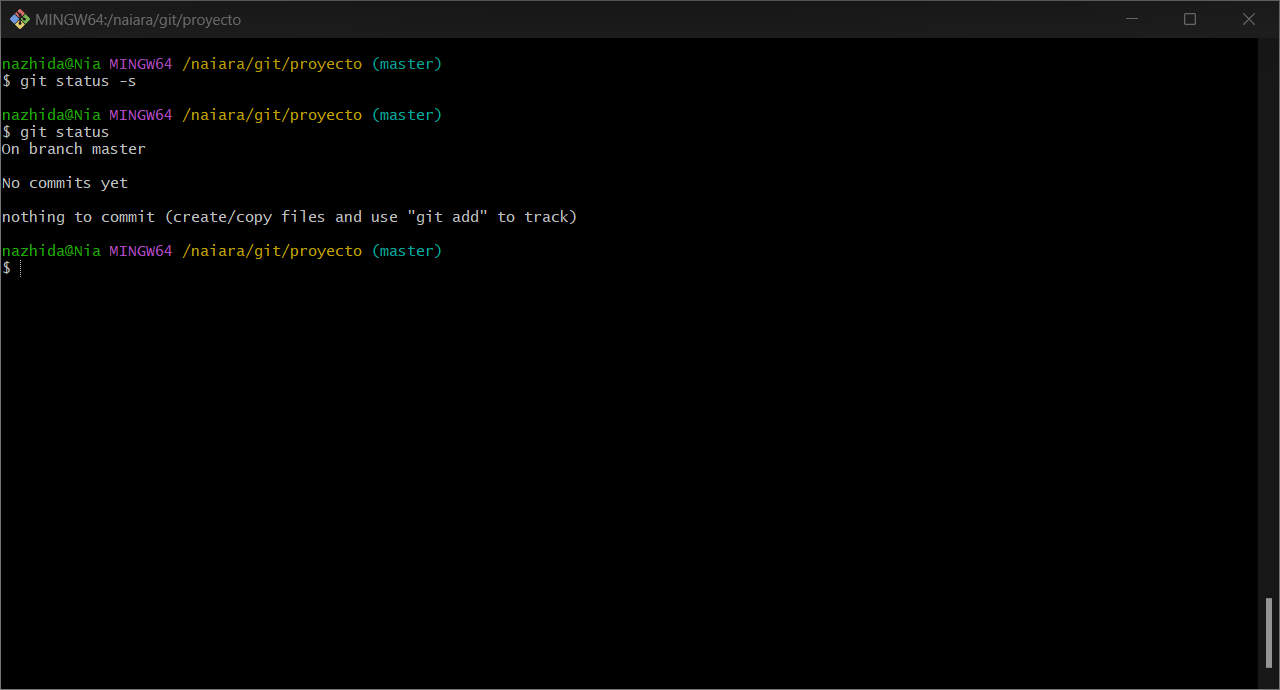 MINGW64:/naiara/git/proyecto
nazhida@Nia MINGW64 /naiara/git/proyecto (master)
$ git status -s
nazhida@Nia MINGW64 /naiara/git/proyecto (master)
$ git status
On branch master
No commits yet
nothing to commit (create/copy files and use "git add" to track)
nazhida@Nia MINGW64 /naiara/git/proyecto (master)
$